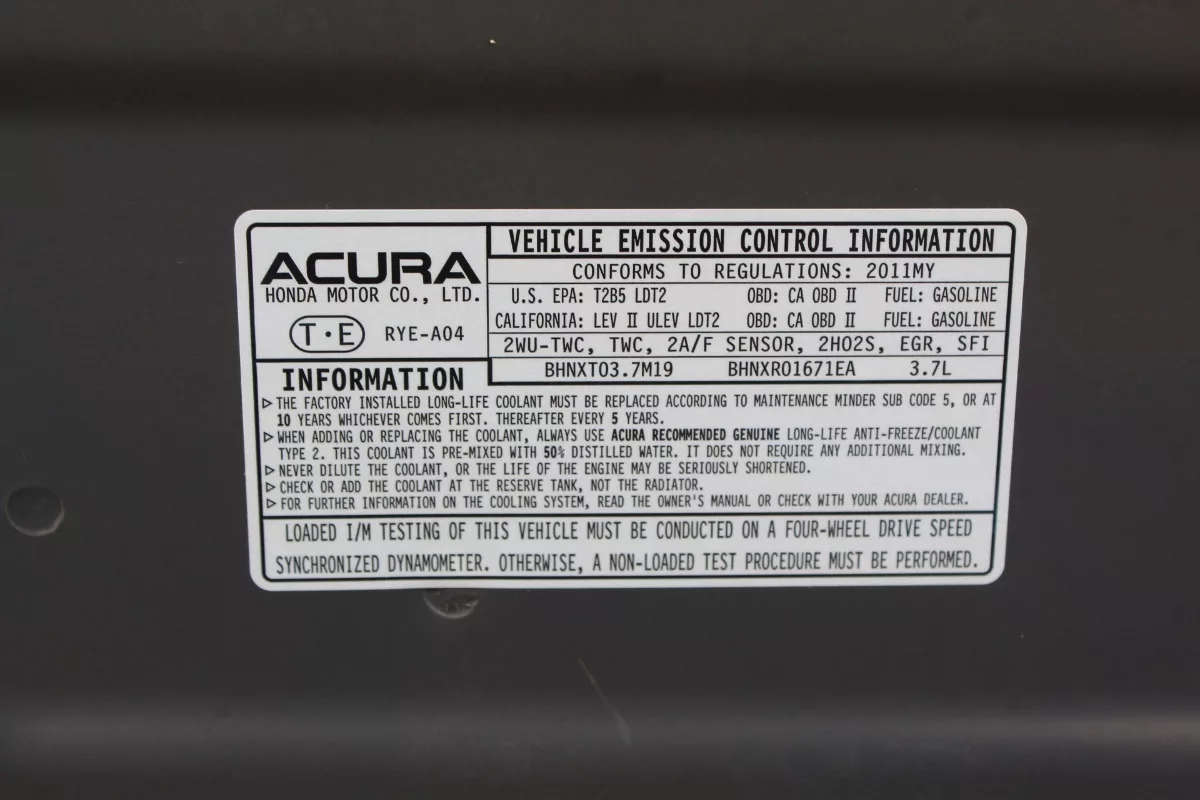 ACURA
HONDA MOTOR CO., LTD.
T·E RYE-A04
VEHICLE EMISSION CONTROL INFORMATION
CONFORMS TO REGULATIONS: 2011MY
U.S. EPA: T2B5 LDT2 OBD: CA OBD II FUEL: GASOLINE
CALIFORNIA: LEV II ULEV LDT2 OBD: CA OBD II FUEL: GASOLINE
2WU-TWC, TWC, 2A/F SENSOR, 2HO2S, EGR, SFI
BHNXT03.7M19 BHNXR01671EA 3.7L
INFORMATION
▷ THE FACTORY INSTALLED LONG-LIFE COOLANT MUST BE REPLACED ACCORDING TO MAINTENANCE MINDER SUB CODE 5, OR AT
10 YEARS WHICHEVER COMES FIRST. THEREAFTER EVERY 5 YEARS.
▷ WHEN ADDING OR REPLACING THE COOLANT, ALWAYS USE ACURA RECOMMENDED GENUINE LONG-LIFE ANTI-FREEZE/COOLANT
TYPE 2. THIS COOLANT IS PRE-MIXED WITH 50% DISTILLED WATER. IT DOES NOT REQUIRE ANY ADDITIONAL MIXING.
▷ NEVER DILUTE THE COOLANT, OR THE LIFE OF THE ENGINE MAY BE SERIOUSLY SHORTENED.
▷ CHECK OR ADD THE COOLANT AT THE RESERVE TANK, NOT THE RADIATOR.
▷ FOR FURTHER INFORMATION ON THE COOLING SYSTEM, READ THE OWNER'S MANUAL OR CHECK WITH YOUR ACURA DEALER.
LOADED I/M TESTING OF THIS VEHICLE MUST BE CONDUCTED ON A FOUR-WHEEL DRIVE SPEED
SYNCHRONIZED DYNAMOMETER. OTHERWISE, A NON-LOADED TEST PROCEDURE MUST BE PERFORMED.